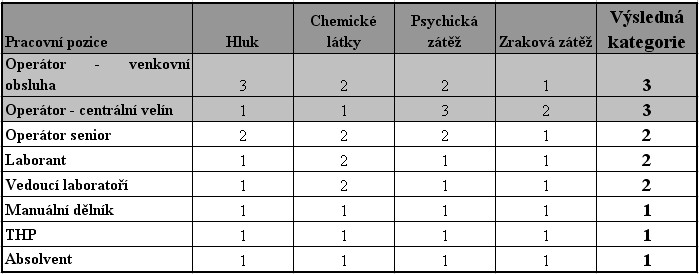 Pracovní pozice Hluk Chemické látky Psychická zátěž Zraková zátěž Výsledná kategorie
Operátor - venkovní obsluha 3 2 2 1 3
Operátor - centrální velín 1 1 3 2 3
Operátor senior 2 2 2 1 2
Laborant 1 2 1 1 2
Vedoucí laboratoří 1 2 1 1 2
Manuální dělník 1 1 1 1 1
THP 1 1 1 1 1
Absolvent 1 1 1 1 1